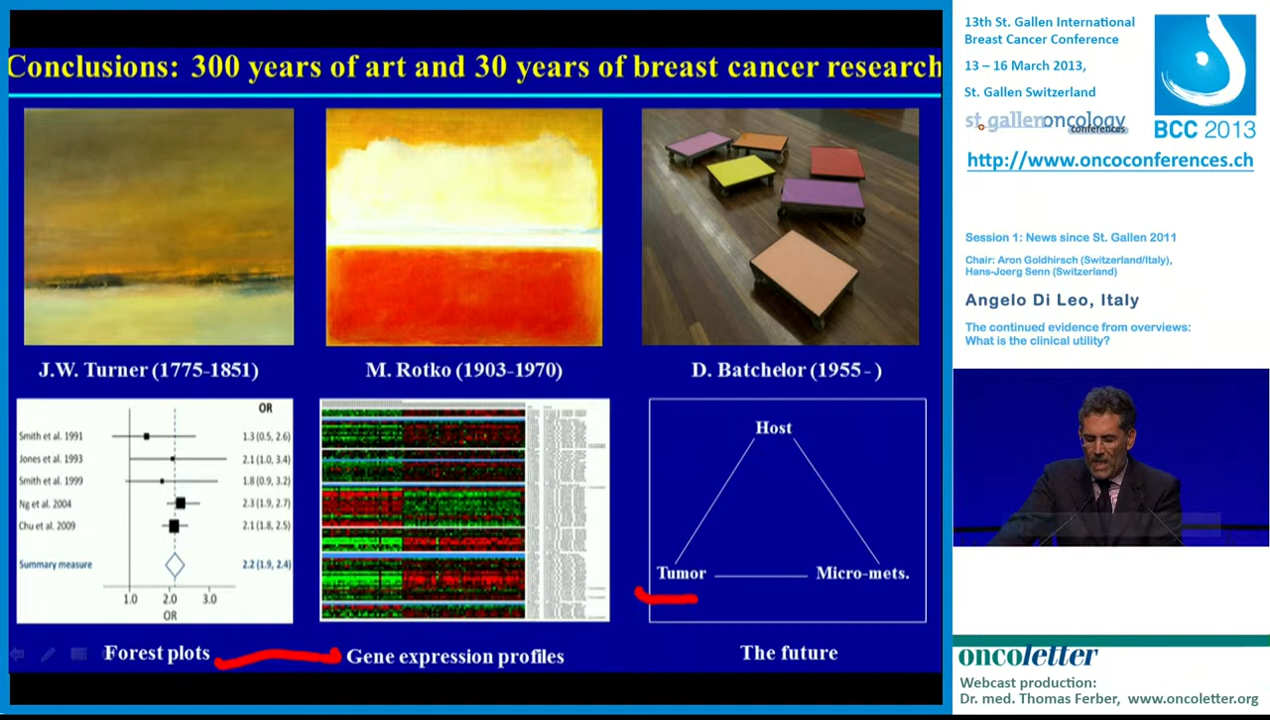 Conclusions: 300 years of art and 30 years of breast cancer research
J.W. Turner (1775-1851)
M. Rotko (1903-1970)
D. Batchelor (1955- )
OR
Smith et al. 1991
1.3 (0.5, 2.6)
Jones et al. 1993
2.1 (1.0, 3.4)
Smith et al. 1999
1.8 (0.9, 3.2)
Ng et al. 2004
2.3 (1.9, 2.7)
Chu et al. 2009
2.1 (1.8, 2.5)
Summary measure
2.2 (1.9, 2.4)
1.0 2.0 3.0
OR
Host
Tumor
Micro-mets.
Forest plots
Gene expression profiles
The future
13th St. Gallen International
Breast Cancer Conference
13 – 16 March 2013,
St. Gallen Switzerland
st.gallenoncology
conferences
BCC 2013
http://www.oncoconferences.ch
Session 1: News since St. Gallen 2011
Chair: Aron Goldhirsch (Switzerland/Italy),
Hans-Joerg Senn (Switzerland)
Angelo Di Leo, Italy
The continued evidence from overviews:
What is the clinical utility?
oncoletter
Webcast production:
Dr. med. Thomas Ferber, www.oncoletter.org